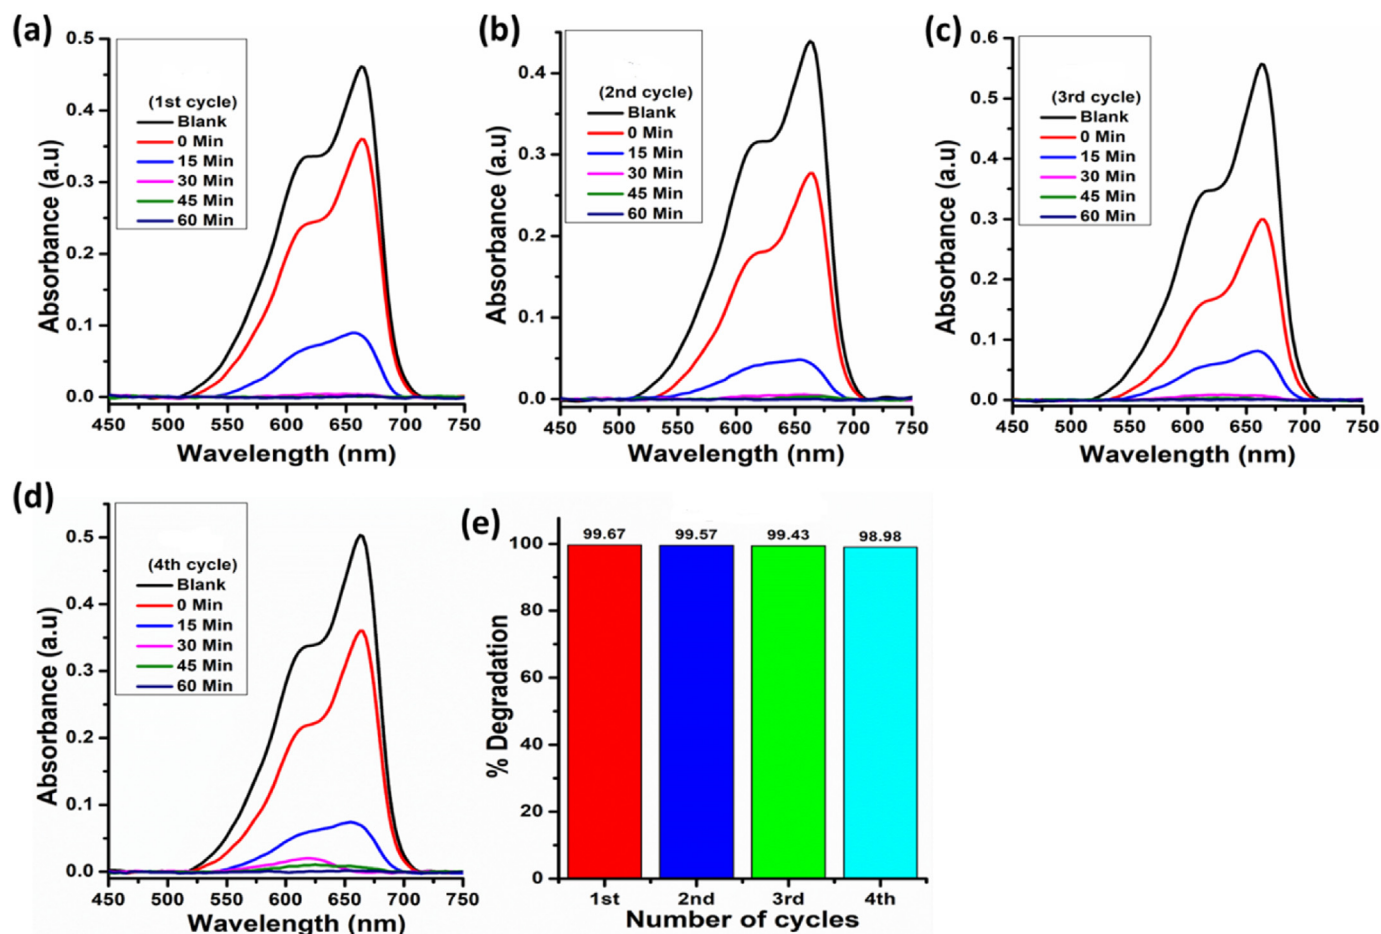 (a)
0.5
0.4
0.3
0.2
0.1
0.0
Absorbance (a.u)
(1st cycle)
Blank
0 Min
15 Min
30 Min
45 Min
60 Min
450 500 550 600 650 700 750
Wavelength (nm)
(b)
0.4
0.3
0.2
0.1
0.0
Absorbance (a.u)
(2nd cycle)
Blank
0 Min
15 Min
30 Min
45 Min
60 Min
450 500 550 600 650 700 750
Wavelength (nm)
(c)
0.6
0.5
0.4
0.3
0.2
0.1
0.0
Absorbance (a.u)
(3rd cycle)
Blank
0 Min
15 Min
30 Min
45 Min
60 Min
450 500 550 600 650 700 750
Wavelength (nm)
(d)
0.5
0.4
0.3
0.2
0.1
0.0
Absorbance (a.u)
(4th cycle)
Blank
0 Min
15 Min
30 Min
45 Min
60 Min
450 500 550 600 650 700 750
Wavelength (nm)
(e)
100
80
60
40
20
0
% Degradation
99.67 99.57 99.43 98.98
1st 2nd 3rd 4th
Number of cycles